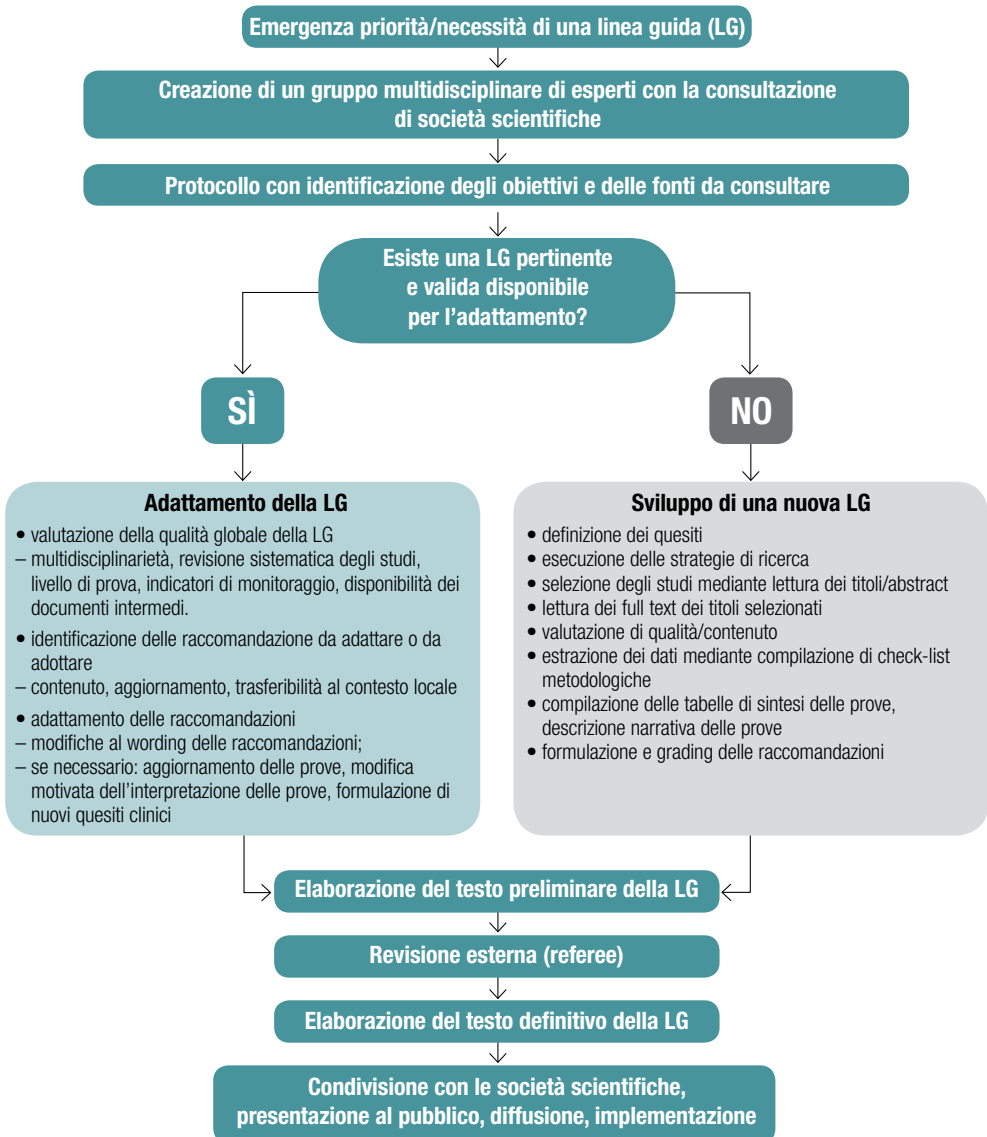 Emergenza priorità/necessità di una linea guida (LG)
Creazione di un gruppo multidisciplinare di esperti con la consultazione
di società scientifiche
Protocollo con identificazione degli obiettivi e delle fonti da consultare
Esiste una LG pertinente
e valida disponibile
per l'adattamento?
SÌ
NO
Adattamento della LG
• valutazione della qualità globale della LG
– multidisciplinarietà, revisione sistematica degli studi,
livello di prova, indicatori di monitoraggio, disponibilità dei
documenti intermedi.
• identificazione delle raccomandazione da adattare o da
adottare
– contenuto, aggiornamento, trasferibilità al contesto locale
• adattamento delle raccomandazioni
– modifiche al wording delle raccomandazioni;
– se necessario: aggiornamento delle prove, modifica
motivata dell'interpretazione delle prove, formulazione di
nuovi quesiti clinici
Sviluppo di una nuova LG
• definizione dei quesiti
• esecuzione delle strategie di ricerca
• selezione degli studi mediante lettura dei titoli/abstract
• lettura dei full text dei titoli selezionati
• valutazione di qualità/contenuto
• estrazione dei dati mediante compilazione di check-list
metodologiche
• compilazione delle tabelle di sintesi delle prove,
descrizione narrativa delle prove
• formulazione e grading delle raccomandazioni
Elaborazione del testo preliminare della LG
Revisione esterna (referee)
Elaborazione del testo definitivo della LG
Condivisione con le società scientifiche,
presentazione al pubblico, diffusione, implementazione